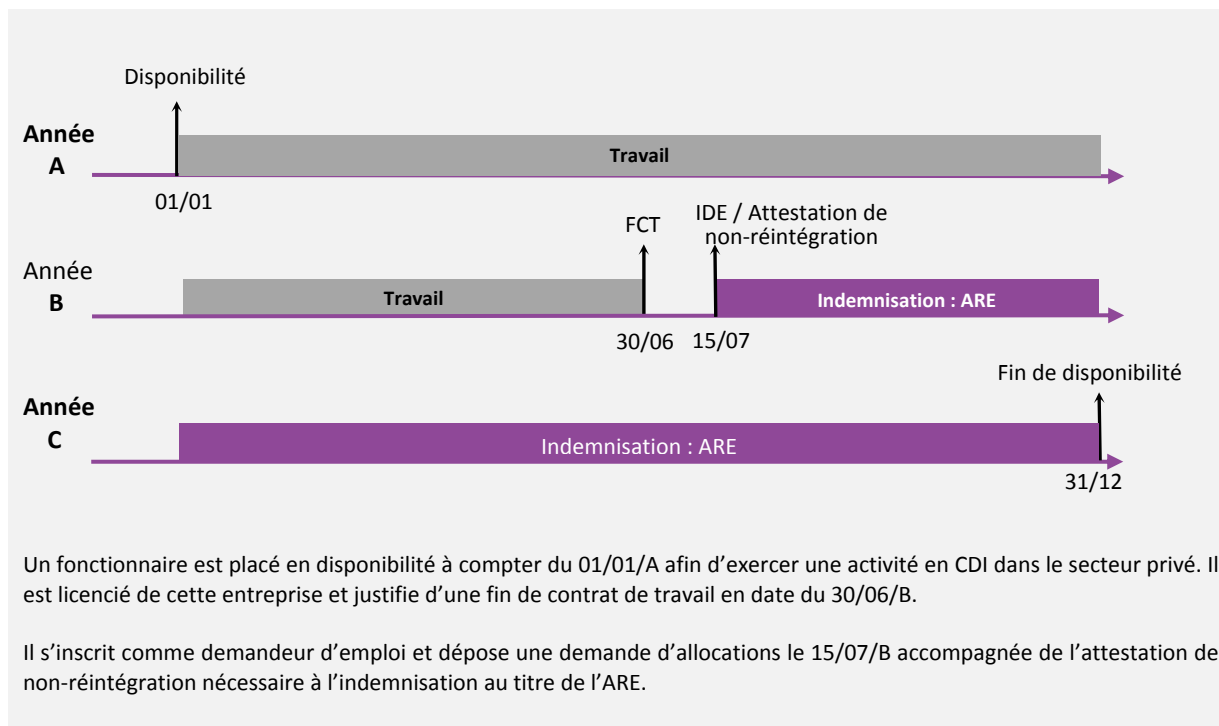 Disponibilité
Année
A
Travail
01/01
FCT
IDE / Attestation de
non-réintégration
Année
B
Travail
Indemnisation : ARE
30/06
15/07
Fin de disponibilité
Année
C
Indemnisation : ARE
31/12
Un fonctionnaire est placé en disponibilité à compter du 01/01/A afin d’exercer une activité en CDI dans le secteur privé. Il
est licencié de cette entreprise et justifie d’une fin de contrat de travail en date du 30/06/B.
Il s’inscrit comme demandeur d’emploi et dépose une demande d’allocations le 15/07/B accompagnée de l’attestation de
non-réintégration nécessaire à l’indemnisation au titre de l’ARE.